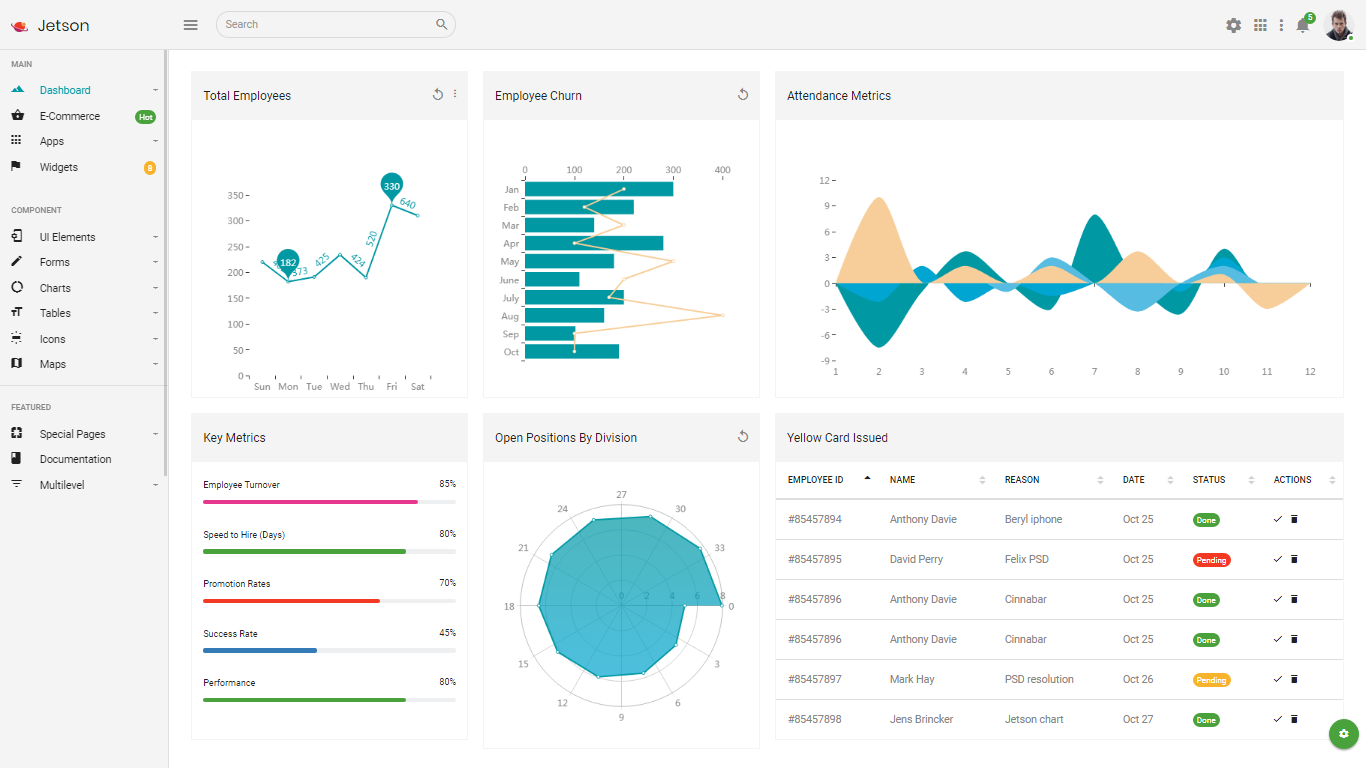 Jetson
Search
5
MAIN
Dashboard
E-Commerce Hot
Apps
Widgets 8
COMPONENT
UI Elements
Forms
Charts
Tables
Icons
Maps
FEATURED
Special Pages
Documentation
Multilevel
Total Employees
350
300
250
200
150
100
50
0
182
373
425
424
520
330
640
Sun Mon Tue Wed Thu Fri Sat
Employee Churn
0 100 200 300 400
Jan
Feb
Mar
Apr
May
June
July
Aug
Sep
Oct
Attendance Metrics
12
9
6
3
0
-3
-6
-9
1 2 3 4 5 6 7 8 9 10 11 12
Key Metrics
Employee Turnover 85%
Speed to Hire (Days) 80%
Promotion Rates 70%
Success Rate 45%
Performance 80%
Open Positions By Division
27
24 30
21 33
18 0 2 4 6 8 0
15 3
12 6
9
Yellow Card Issued
EMPLOYEE ID NAME REASON DATE STATUS ACTIONS
#85457894 Anthony Davie Beryl iphone Oct 25 Done
#85457895 David Perry Felix PSD Oct 25 Pending
#85457896 Anthony Davie Cinnabar Oct 25 Done
#85457896 Anthony Davie Cinnabar Oct 25 Done
#85457897 Mark Hay PSD resolution Oct 26 Pending
#85457898 Jens Brincker Jetson chart Oct 27 Done